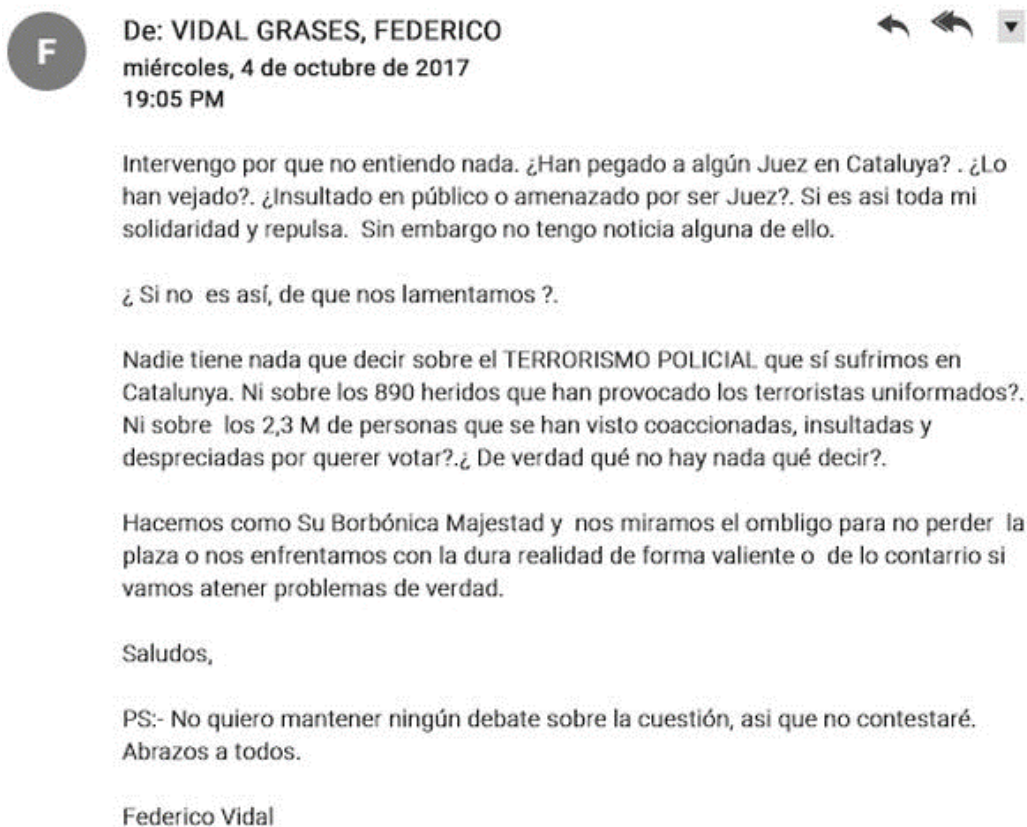 F
De: VIDAL GRASES, FEDERICO
miércoles, 4 de octubre de 2017
19:05 PM
Intervengo por que no entiendo nada. ¿Han pegado a algún Juez en Cataluya? . ¿Lo
han vejado?. ¿Insultado en público o amenazado por ser Juez?. Si es asi toda mi
solidaridad y repulsa.  Sin embargo no tengo noticia alguna de ello.
¿ Si no  es así, de que nos lamentamos ?.
Nadie tiene nada que decir sobre el TERRORISMO POLICIAL que sí sufrimos en
Catalunya. Ni sobre los 890 heridos que han provocado los terroristas uniformados?.
Ni sobre  los 2,3 M de personas que se han visto coaccionadas, insultadas y
despreciadas por querer votar?.¿ De verdad qué no hay nada qué decir?.
Hacemos como Su Borbónica Majestad y  nos miramos el ombligo para no perder  la
plaza o nos enfrentamos con la dura realidad de forma valiente o  de lo contarrio si
vamos atener problemas de verdad.
Saludos,
PS:- No quiero mantener ningún debate sobre la cuestión, asi que no contestaré.
Abrazos a todos.
Federico Vidal